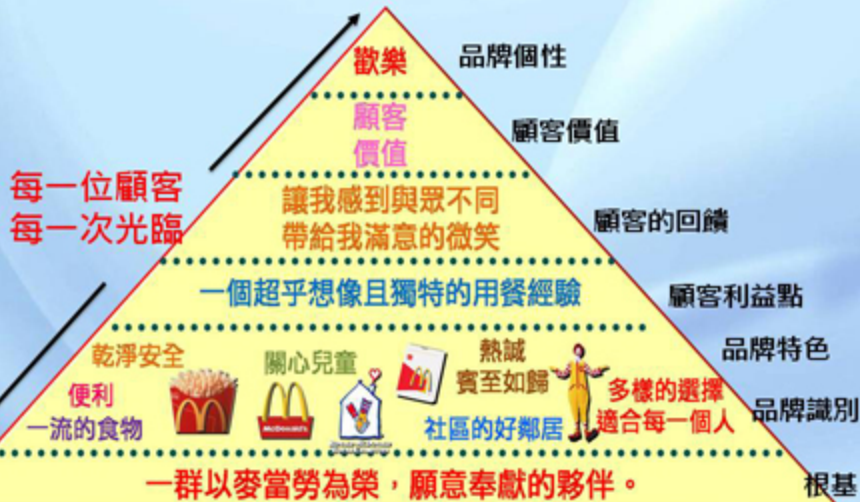 歡樂
品牌個性
顧客
價值
顧客價值
每一位顧客
每一次光臨
讓我感到與眾不同
帶給我滿意的微笑
顧客的回饋
一個超乎想像且獨特的用餐經驗
顧客利益點
品牌特色
乾淨安全
關心兒童
熱誠
賓至如歸
便利
一流的食物
McDonald's
社區的好鄰居
多樣的選擇
適合每一個人
品牌識別
一群以麥當勞為榮，願意奉獻的夥伴。
根基